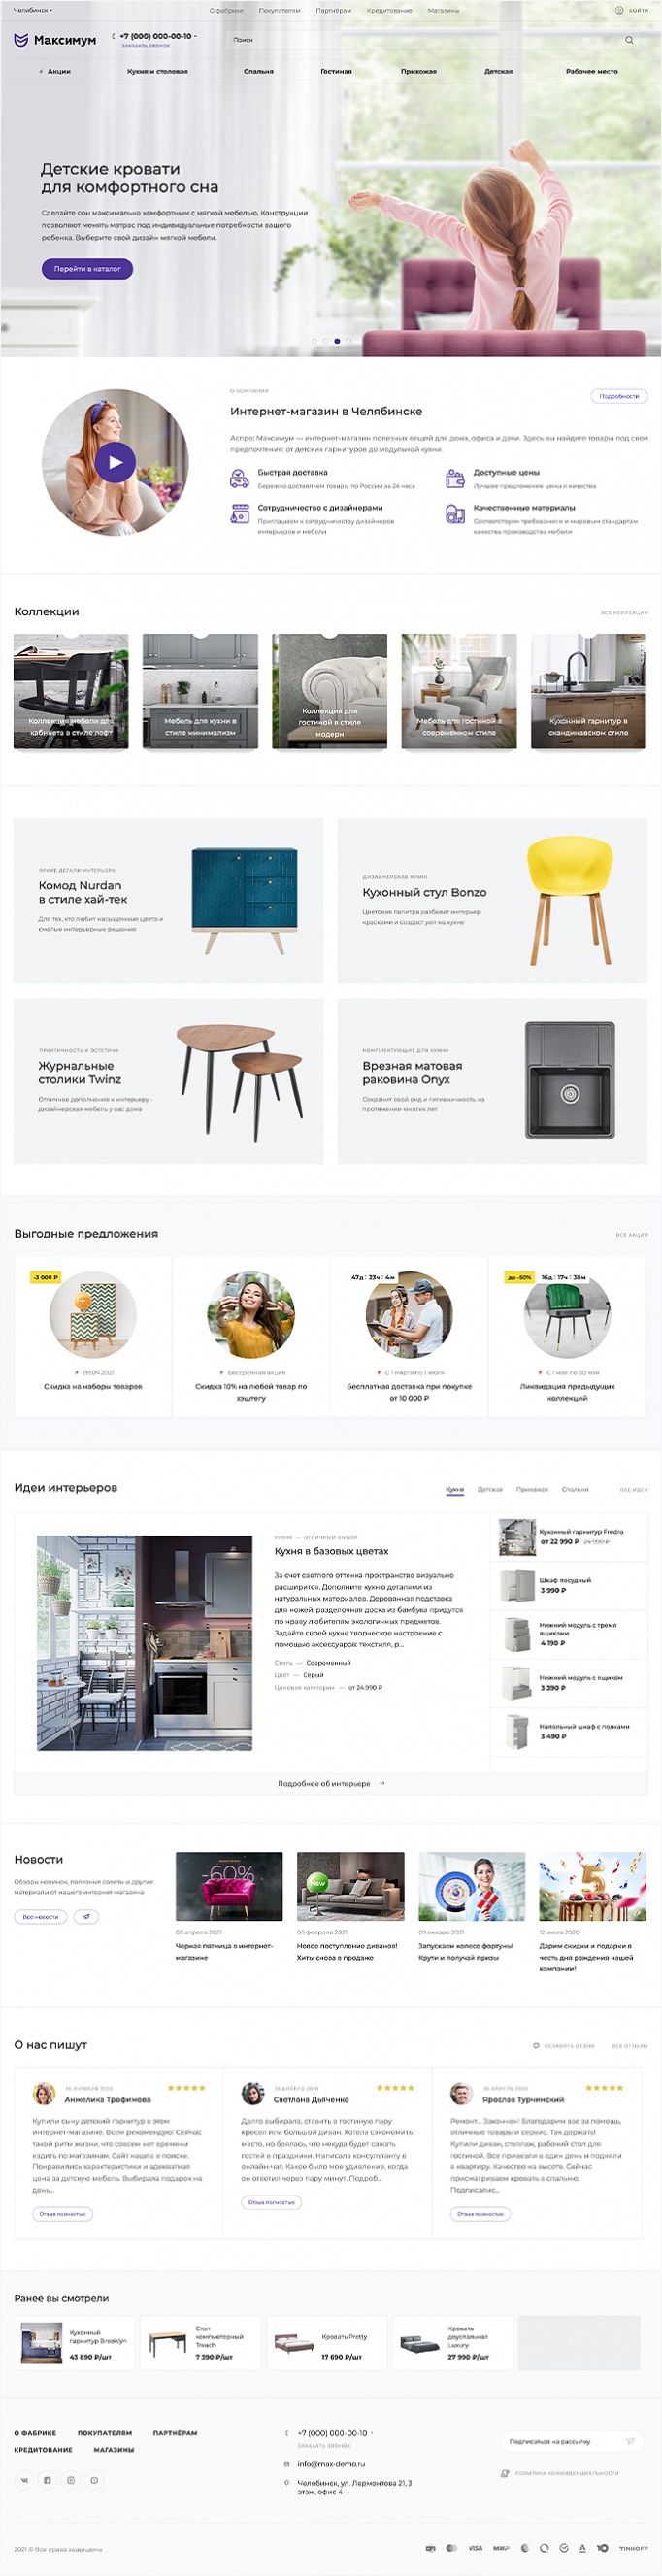 Челябинск
О фабрике
Покупателям
Партнёрам
Кредитование
Магазины
ВОЙТИ
Максимум
+7 (000) 000-00-10
ЗАКАЗАТЬ ЗВОНОК
Поиск
Акции
Кухня и столовая
Спальня
Гостиная
Прихожая
Детская
Рабочее место
Детские кровати
для комфортного сна
Сделайте сон максимально комфортным с мягкой мебелью. Конструкции
позволяют менять матрас под индивидуальные потребности вашего
ребенка. Выберите свой дизайн мягкой мебели.
Перейти в каталог
О КОМПАНИИ
Подробности
Интернет-магазин в Челябинске
Аспро: Максимум — интернет-магазин полезных вещей для дома, офиса и дачи. Здесь вы найдете товары под свои
предпочтения: от детских гарнитуров до модульной кухни.
Быстрая доставка
Бережно доставляем товары по России за 24 часа
Доступные цены
Лучшее предложение цены и качества
Сотрудничество с дизайнерами
Приглашаем к сотрудничеству дизайнеров
интерьеров и мебели
Качественные материалы
Соответствуем требованиям и мировым стандартам
качества производства мебели
Коллекции
ВСЕ КОЛЛЕКЦИИ
Коллекция мебели для
кабинета в стиле лофт
Мебель для кухни в
стиле минимализм
Коллекция для
гостиной в стиле
модерн
Мебель для гостиной в
современном стиле
Кухонный гарнитур в
скандинавском стиле
ЯРКИЕ ДЕТАЛИ ИНТЕРЬЕРА
Комод Nurdan
в стиле хай-тек
Для тех, кто любит насыщенные цвета и
смелые интерьерные решения
ДИЗАЙНЕРСКАЯ КУХНЯ
Кухонный стул Bonzo
Цветовая палитра разбавит интерьер
красками и создаст уют на кухне
ПРАКТИЧНОСТЬ И ЭСТЕТИКА
Журнальные
столики Twinz
Отличное дополнение к интерьеру –
дизайнерская мебель у вас дома
КОМПЛЕКТУЮЩИЕ ДЛЯ КУХНИ
Врезная матовая
раковина Onyx
Сохранит свой вид и гигиеничность на
протяжении многих лет
Выгодные предложения
ВСЕ АКЦИИ
-3 000 ₽
09.04.2021
Скидка на наборы товаров
Бессрочная акция
Скидка 10% на любой товар по
хэштегу
47д : 23ч : 4м
С 1 марта по 1 июля
Бесплатная доставка при покупке
от 10 000 ₽
до -50%
16д : 17ч : 38м
С 1 мая по 30 мая
Ликвидация предыдущих
коллекций
Идеи интерьеров
Кухня
Детская
Прихожая
Спальня
ВСЕ ИДЕИ
КУХНЯ — ОТЛИЧНЫЙ ВЫБОР
Кухня в базовых цветах
За счет светлого оттенка пространство визуально
расширится. Дополните кухню деталями из
натуральных материалов. Деревянная подставка
для ножей, разделочная доска из бамбука придутся
по нраву любителям экологичных предметов.
Задайте своей кухне творческое настроение с
помощью аксессуаров: текстиля, р...
Стиль — Современный
Цвет — Серый
Ценовая категория — от 24.990 ₽
Кухонный гарнитур Fredro
от 22 990 ₽ 24 990 ₽
Шкаф посудный
3 990 ₽
Нижний модуль с тремя
ящиками
4 190 ₽
Нижний модуль с ящиком
3 390 ₽
Напольный шкаф с полками
3 490 ₽
Подробнее об интерьере
Новости
Обзоры новинок, полезные советы и другие
материалы от нашего интернет-магазина
Все новости
-60%
03 апреля 2021
Черная пятница в интернет-
магазине
New
05 февраля 2021
Новое поступление диванов!
Хиты снова в продаже
09 января 2021
Запускаем колесо фортуны!
Крути и получай призы
5
12 июля 2020
Дарим скидки и подарки в
честь дня рождения нашей
компании!
О нас пишут
ОСТАВИТЬ ОТЗЫВ
ВСЕ ОТЗЫВЫ
Анжелика Трофимова
Купили сыну детский гарнитур в этом
интернет-магазине. Всем рекомендую! Сейчас
такой ритм жизни, что совсем нет времени
ездить по магазинам. Сайт нашла в поиске.
Понравились характеристики и адекватная
цена за детскую мебель. Выбирала подарок на
день...
Отзыв полностью
26 АПРЕЛЯ 2020
Светлана Дьяченко
Долго выбирала, ставить в гостиную пару
кресел или большой диван. Хотела сэкономить
место, но боялась, что некуда будет сажать
гостей в праздники. Написала консультанту в
онлайн-чат. Какое было мое удивление, когда
он ответил через пару минут. Подроб...
Отзыв полностью
26 АПРЕЛЯ 2020
Ярослав Турчинский
Ремонт... Закончен! Благодарим вас за помощь,
отличные товары и сервис. Так держать!
Купили диван, стеллаж, рабочий стол для
гостиной. Все привезли в один день и подняли
в квартиру. Качество на высоте. Сейчас
присматриваем кровать в спальню.
Подписалис...
Отзыв полностью
Ранее вы смотрели
Кухонный
гарнитур Brooklyn
43 890 ₽/шт
Стол
компьютерный
Treach
7 390 ₽/шт
Кровать Pretty
17 690 ₽/шт
Кровать
двуспальная
Luxury
27 990 ₽/шт
О ФАБРИКЕ
ПОКУПАТЕЛЯМ
ПАРТНЁРАМ
КРЕДИТОВАНИЕ
МАГАЗИНЫ
+7 (000) 000-00-10
ЗАКАЗАТЬ ЗВОНОК
info@max-demo.ru
Челябинск, ул. Лермонтова 21, 3
этаж, офис 4
Подписаться на рассылку
ПОЛИТИКА КОНФИДЕНЦИАЛЬНОСТИ
2021 © Все права защищены
VISA
МИР
TINKOFF